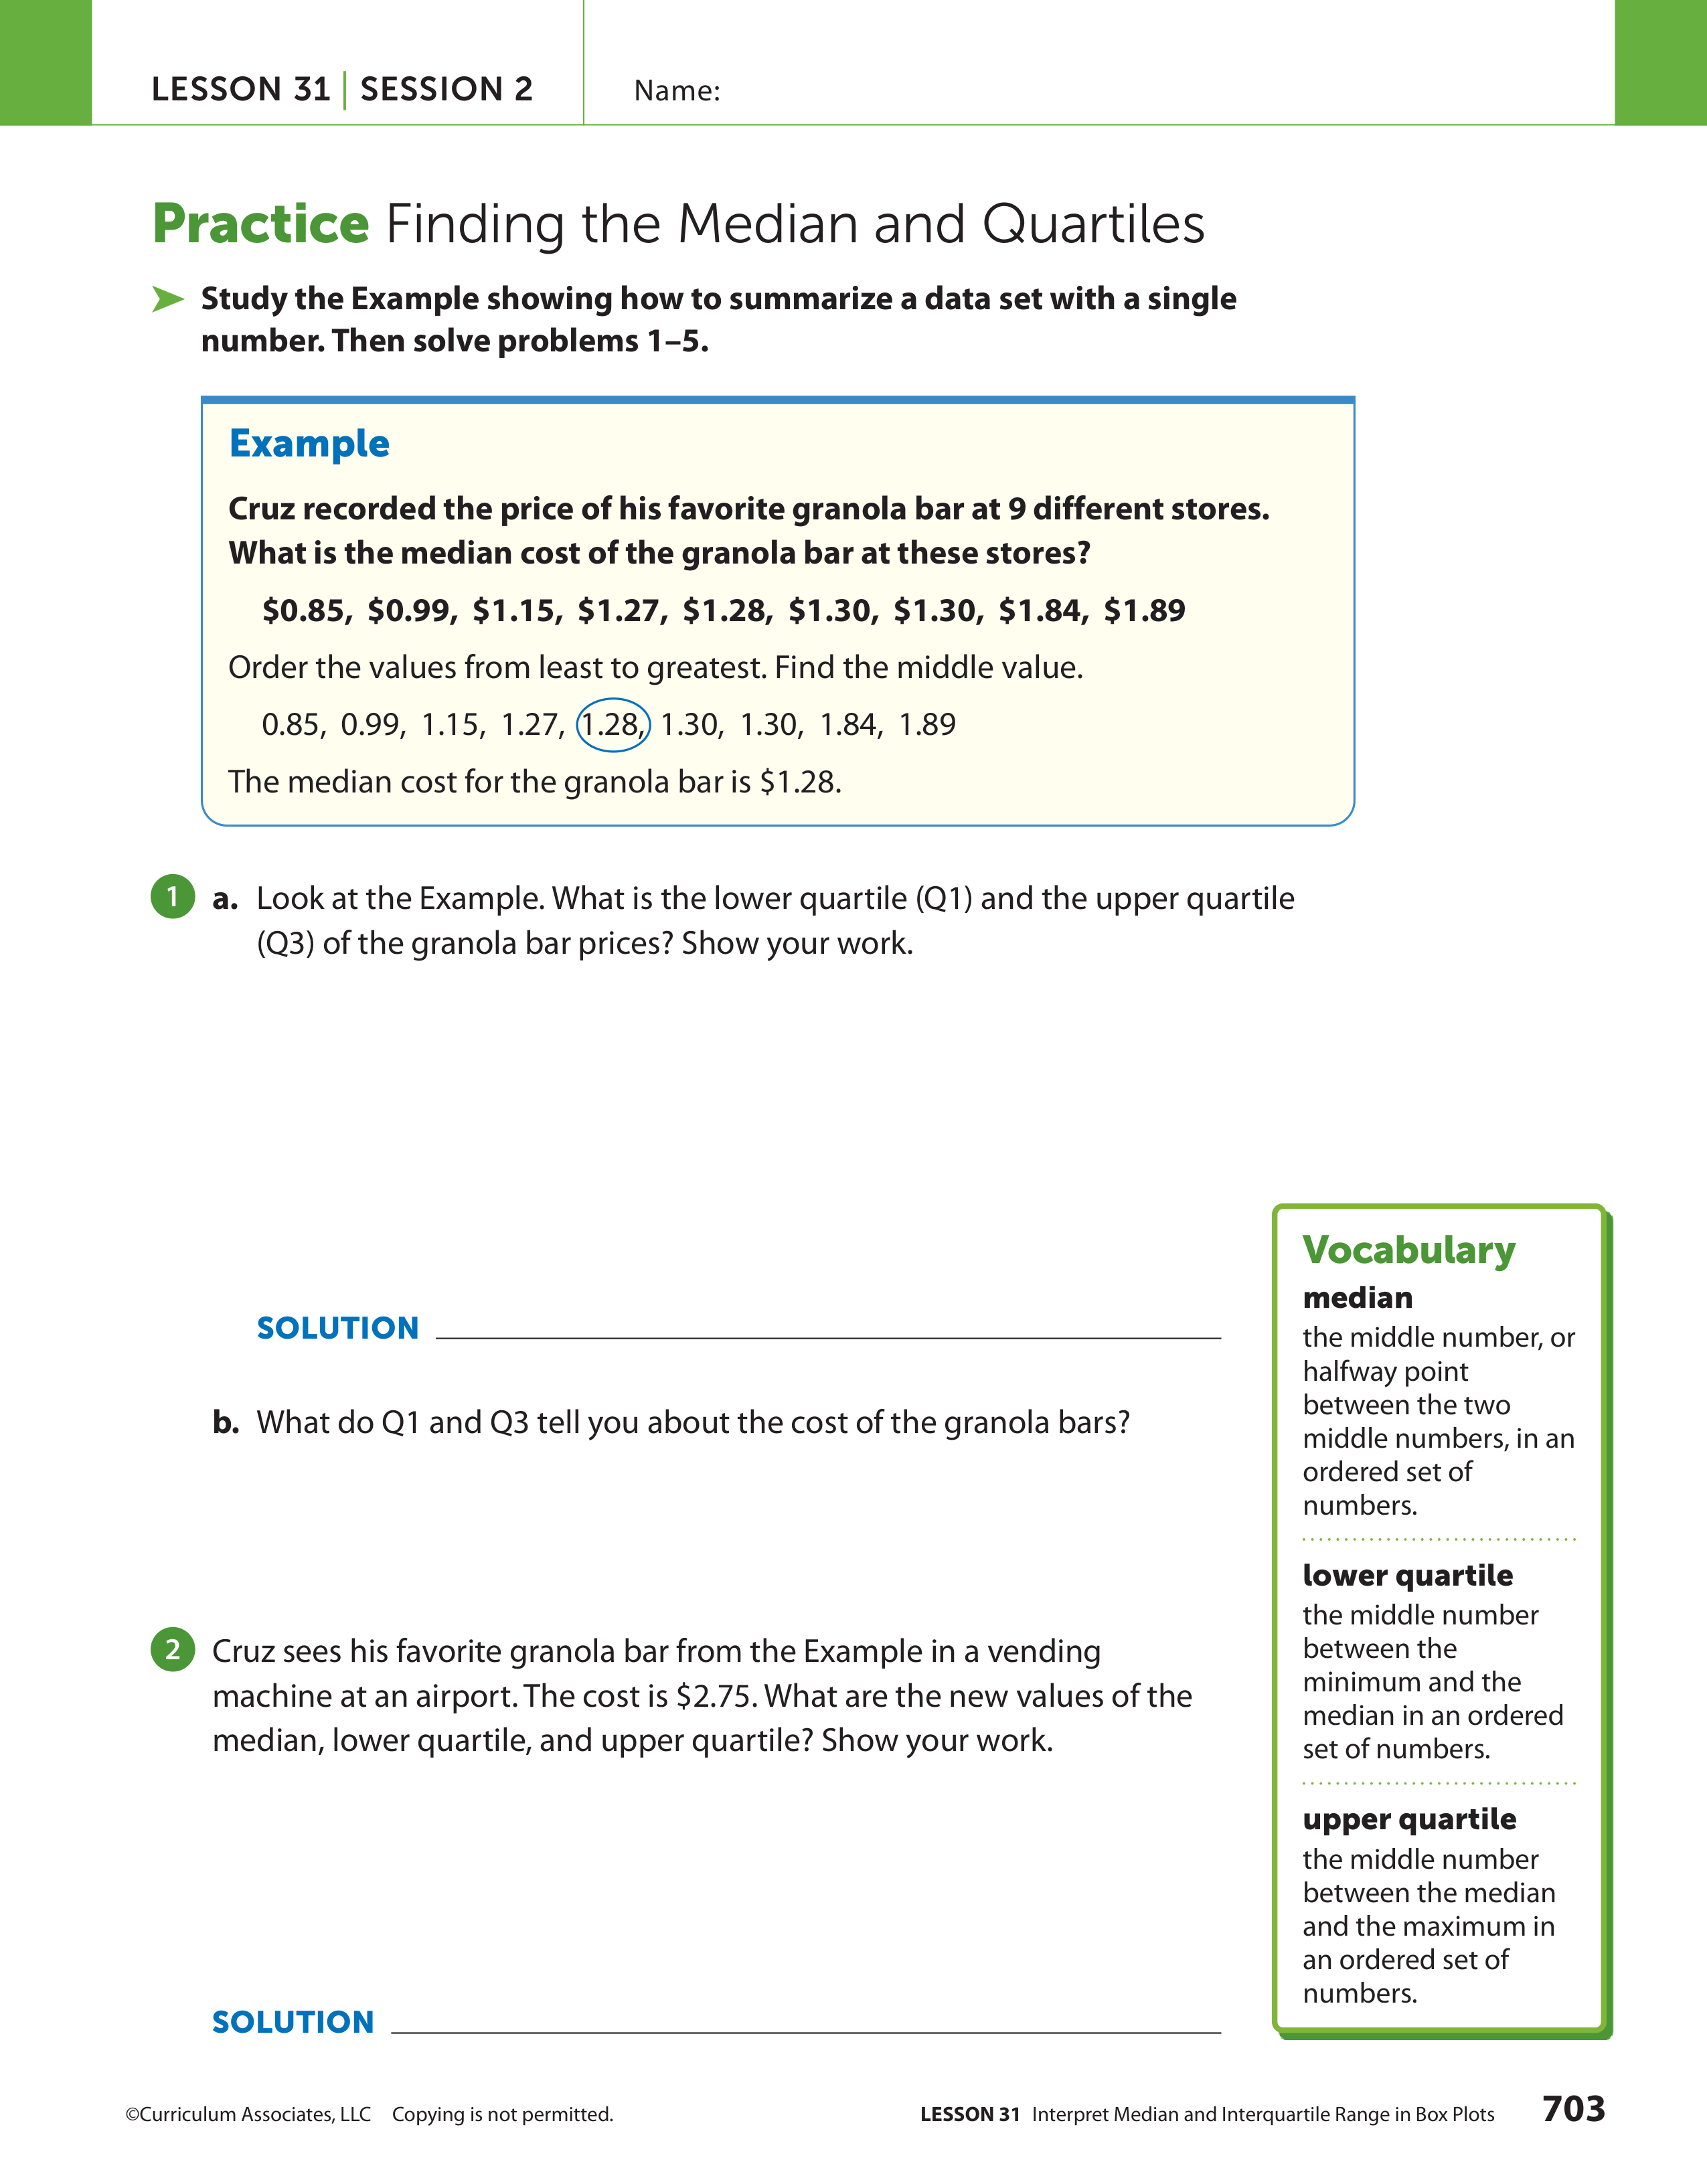 LESSON 31 | SESSION 2
Name:
Practice Finding the Median and Quartiles
Study the Example showing how to summarize a data set with a single
number. Then solve problems 1–5.
Example
Cruz recorded the price of his favorite granola bar at 9 different stores.
What is the median cost of the granola bar at these stores?
$0.85, $0.99, $1.15, $1.27, $1.28, $1.30, $1.30, $1.84, $1.89
Order the values from least to greatest. Find the middle value.
0.85, 0.99, 1.15, 1.27, 1.28, 1.30, 1.30, 1.84, 1.89
The median cost for the granola bar is $1.28.
1 a. Look at the Example. What is the lower quartile (Q1) and the upper quartile
(Q3) of the granola bar prices? Show your work.
SOLUTION
b. What do Q1 and Q3 tell you about the cost of the granola bars?
2 Cruz sees his favorite granola bar from the Example in a vending
machine at an airport. The cost is $2.75. What are the new values of the
median, lower quartile, and upper quartile? Show your work.
SOLUTION
Vocabulary
median
the middle number, or
halfway point
between the two
middle numbers, in an
ordered set of
numbers.
lower quartile
the middle number
between the
minimum and the
median in an ordered
set of numbers.
upper quartile
the middle number
between the median
and the maximum in
an ordered set of
numbers.
©Curriculum Associates, LLC Copying is not permitted.
LESSON 31 Interpret Median and Interquartile Range in Box Plots 703